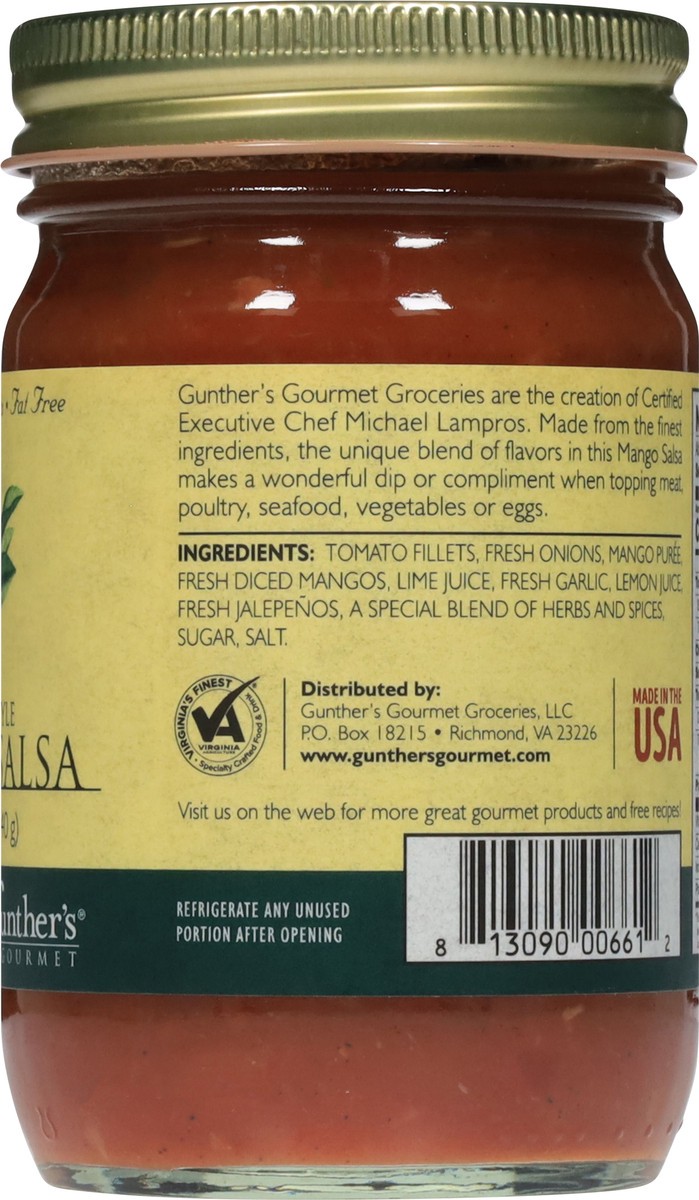 • Fat Free
Gunther's Gourmet Groceries are the creation of Certified
Executive Chef Michael Lampros. Made from the finest
ingredients, the unique blend of flavors in this Mango Salsa
makes a wonderful dip or compliment when topping meat,
poultry, seafood, vegetables or eggs.
INGREDIENTS: TOMATO FILLETS, FRESH ONIONS, MANGO PURÉE,
FRESH DICED MANGOS, LIME JUICE, FRESH GARLIC, LEMON JUICE,
FRESH JALEPEÑOS, A SPECIAL BLEND OF HERBS AND SPICES,
SUGAR, SALT.
VIRGINIA'S FINEST®
VA
VIRGINIA
AGRICULTURE
• Specialty Crafted Food & Drink •
Distributed by:
Gunther's Gourmet Groceries, LLC
P.O. Box 18215 • Richmond, VA 23226
www.gunthersgourmet.com
MADE IN THE
USA
YLE
ALSA
40 g)
Visit us on the web for more great gourmet products and free recipes!
unther's®
GOURMET
REFRIGERATE ANY UNUSED
PORTION AFTER OPENING
8 13090 00661 2